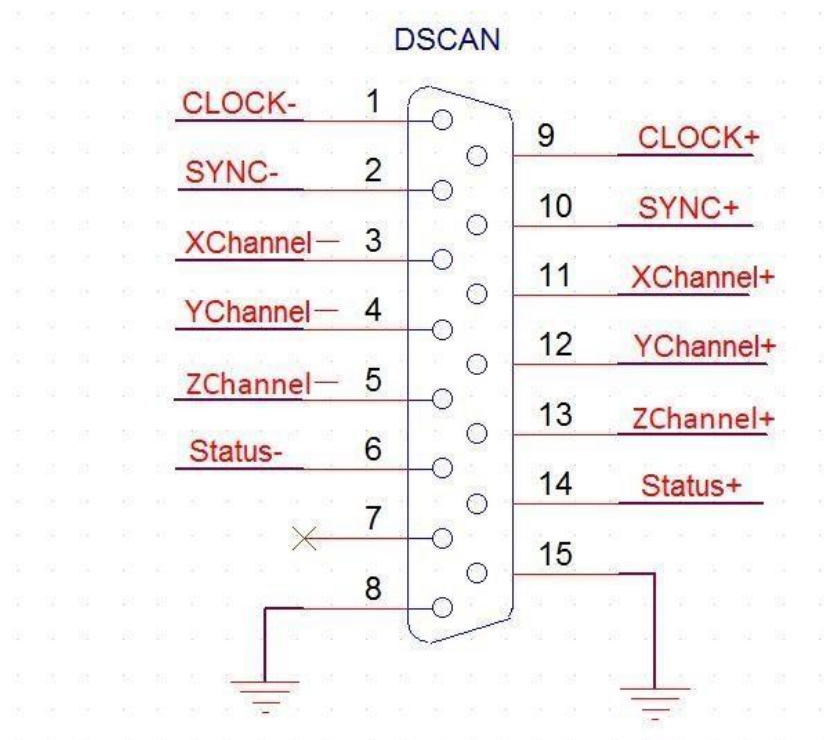 DSCAN
CLOCK- 1
9 CLOCK+
SYNC- 2
10 SYNC+
XChannel— 3
11 XChannel+
YChannel— 4
12 YChannel+
ZChannel— 5
13 ZChannel+
Status- 6
14 Status+
7
15
8